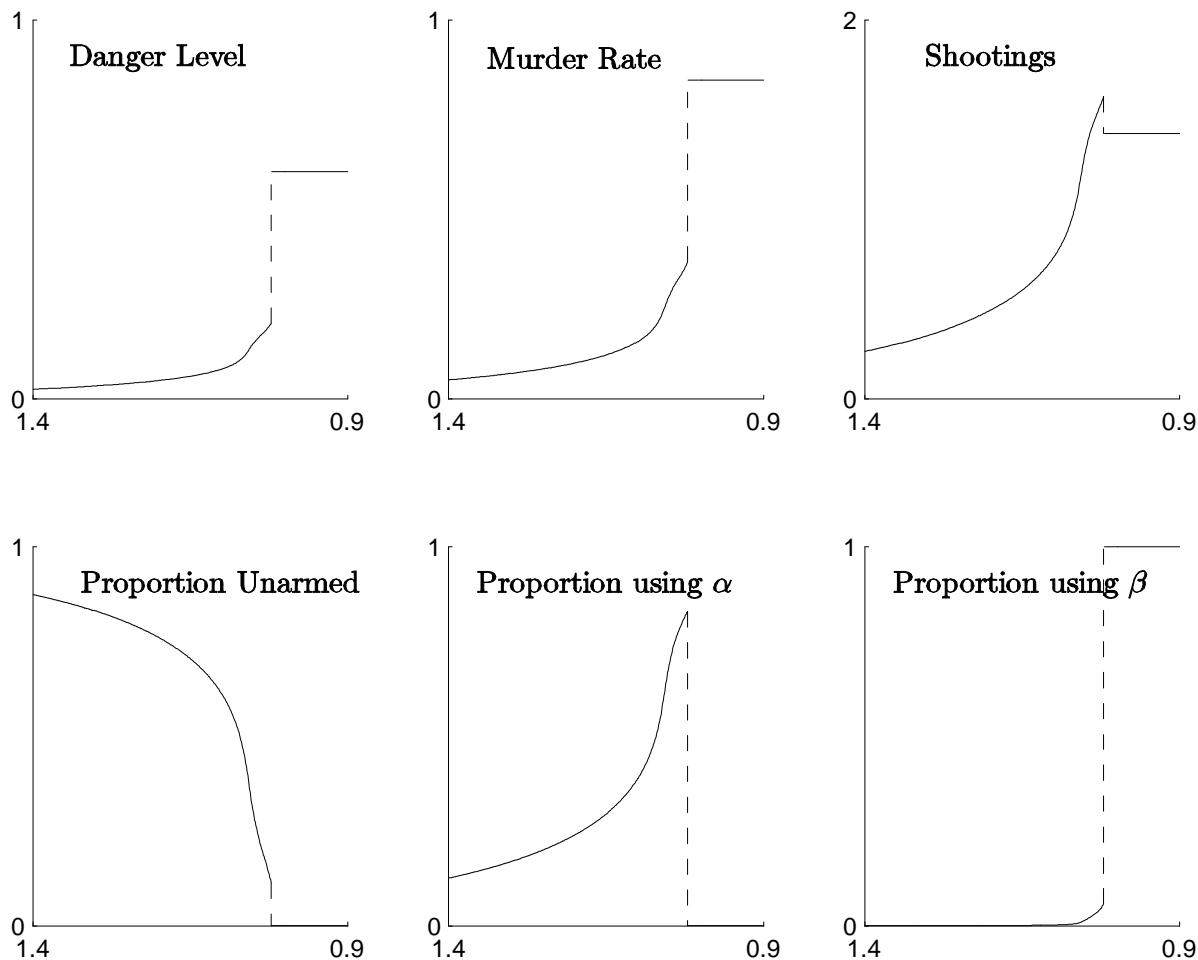 1 1 2
Danger Level Murder Rate Shootings
0 0 0
1.4 0.9 1.4 0.9 1.4 0.9
1 1 1
Proportion Unarmed Proportion using α Proportion using β
0 0 0
1.4 0.9 1.4 0.9 1.4 0.9